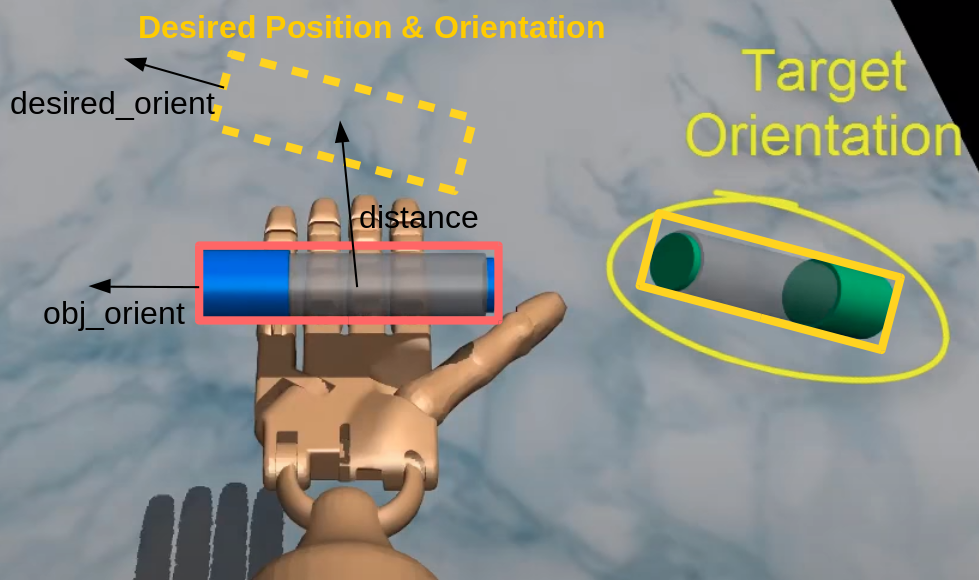 Desired Position & Orientation
desired_orient
Target
Orientation
distance
obj_orient